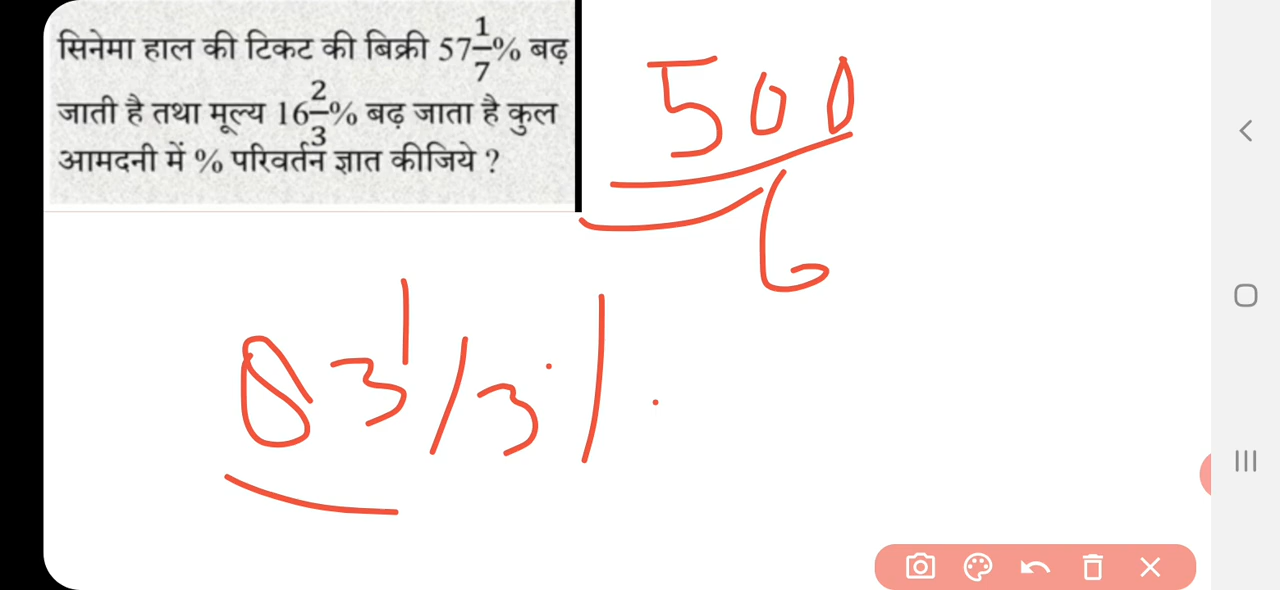 सिनेमा हाल की टिकट की बिक्री 57 1/7% बढ़
जाती है तथा मूल्य 16 2/3% बढ़ जाता है कुल
आमदनी में % परिवर्तन ज्ञात कीजिये ?
500
6
83 1/3 %